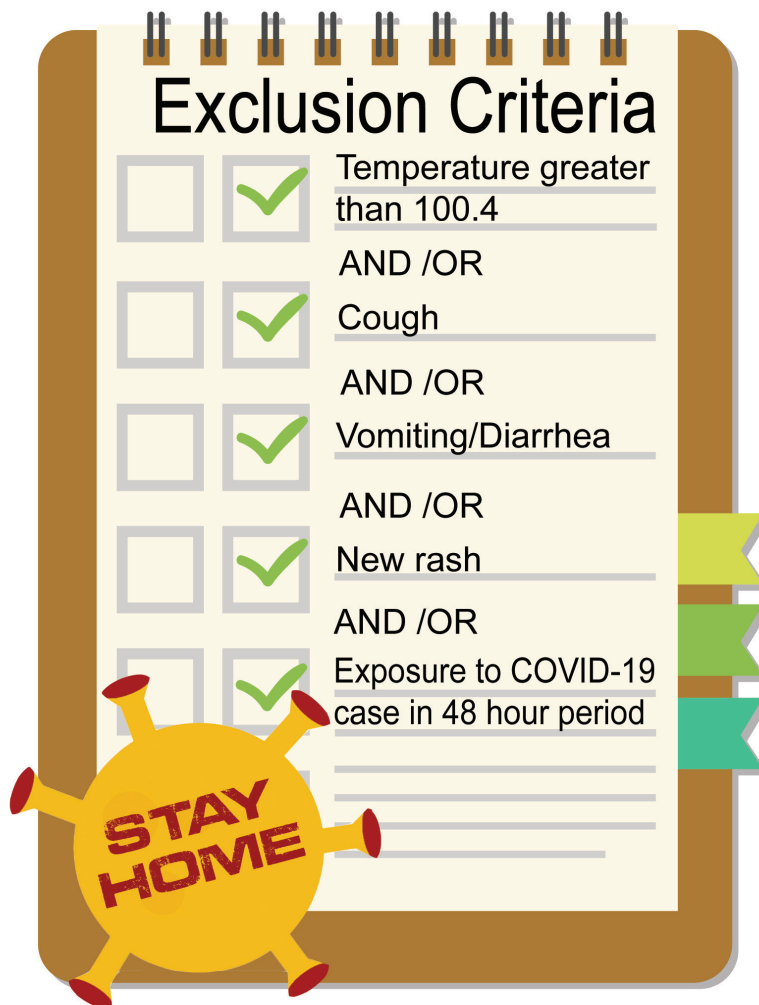 Exclusion Criteria
Temperature greater
than 100.4
AND /OR
Cough
AND /OR
Vomiting/Diarrhea
AND /OR
New rash
AND /OR
Exposure to COVID-19
case in 48 hour period
STAY
HOME